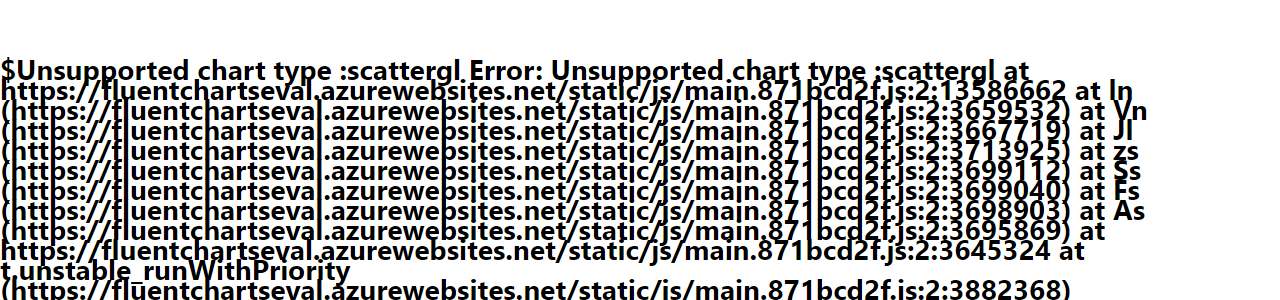 $Unsupported chart type :scattergl Error: Unsupported chart type :scattergl at
https://fluentchartseval.azurewebsites.net/static/js/main.871bcd2f.js:2:13586662 at ln
(https://fluentchartseval.azurewebsites.net/static/js/main.871bcd2f.js:2:3659532) at Vn
(https://fluentchartseval.azurewebsites.net/static/js/main.871bcd2f.js:2:3667719) at Jl
(https://fluentchartseval.azurewebsites.net/static/js/main.871bcd2f.js:2:3713925) at zs
(https://fluentchartseval.azurewebsites.net/static/js/main.871bcd2f.js:2:3699112) at Ss
(https://fluentchartseval.azurewebsites.net/static/js/main.871bcd2f.js:2:3699040) at Fs
(https://fluentchartseval.azurewebsites.net/static/js/main.871bcd2f.js:2:3698903) at As
(https://fluentchartseval.azurewebsites.net/static/js/main.871bcd2f.js:2:3695869) at
https://fluentchartseval.azurewebsites.net/static/js/main.871bcd2f.js:2:3645324 at
t.unstable_runWithPriority
(https://fluentchartseval.azurewebsites.net/static/js/main.871bcd2f.js:2:3882368)